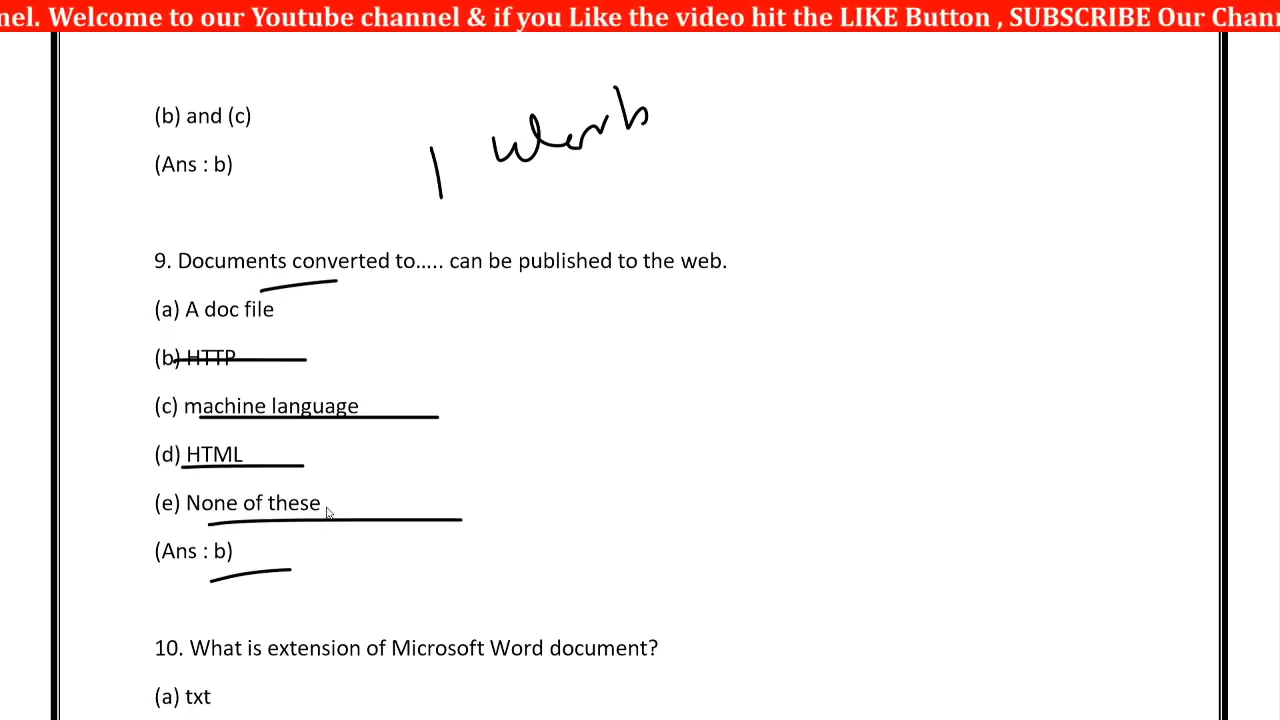 nel. Welcome to our Youtube channel & if you Like the video hit the LIKE Button , SUBSCRIBE Our Chann
(b) and (c)
(Ans : b)
1
9. Documents converted to..... can be published to the web.
(a) A doc file
(b) HTTP
(c) machine language
(d) HTML
(e) None of these
(Ans : b)
10. What is extension of Microsoft Word document?
(a) txt